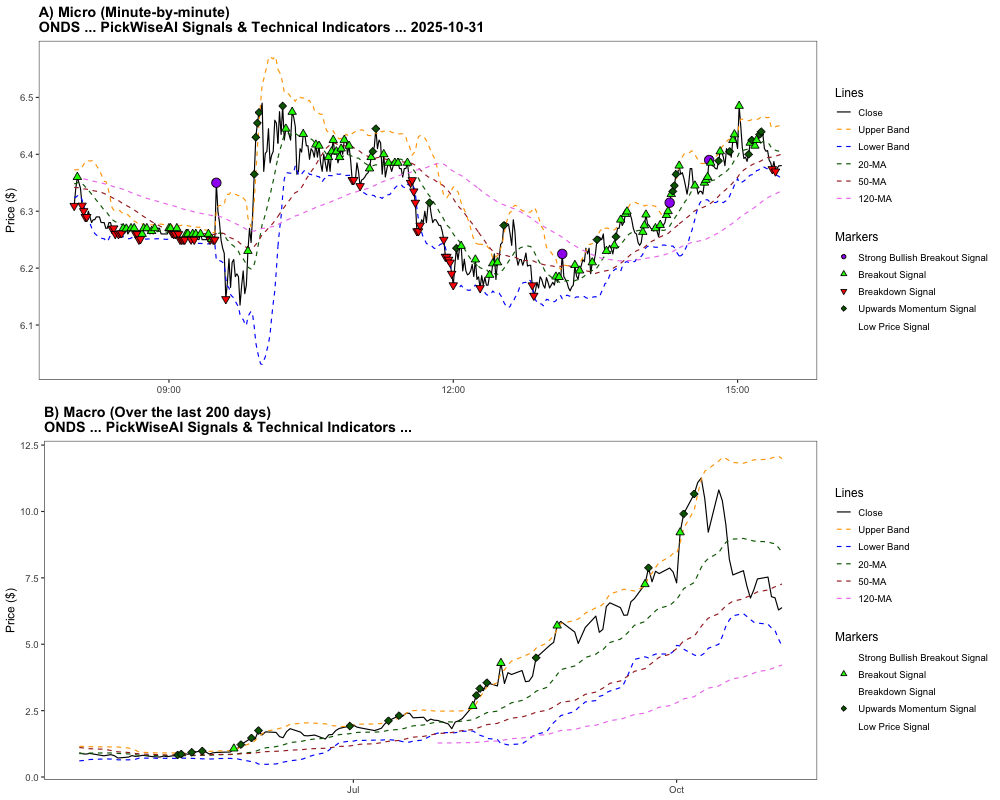 A) Micro (Minute-by-minute)
ONDS ... PickWiseAI Signals & Technical Indicators ... 2025-10-31
Price ($)
6.5
6.4
6.3
6.2
6.1
09:00
12:00
15:00
Lines
Close
Upper Band
Lower Band
20-MA
50-MA
120-MA
Markers
Strong Bullish Breakout Signal
Breakout Signal
Breakdown Signal
Upwards Momentum Signal
Low Price Signal
B) Macro (Over the last 200 days)
ONDS ... PickWiseAI Signals & Technical Indicators ...
Price ($)
12.5
10.0
7.5
5.0
2.5
0.0
Jul
Oct
Lines
Close
Upper Band
Lower Band
20-MA
50-MA
120-MA
Markers
Strong Bullish Breakout Signal
Breakout Signal
Breakdown Signal
Upwards Momentum Signal
Low Price Signal